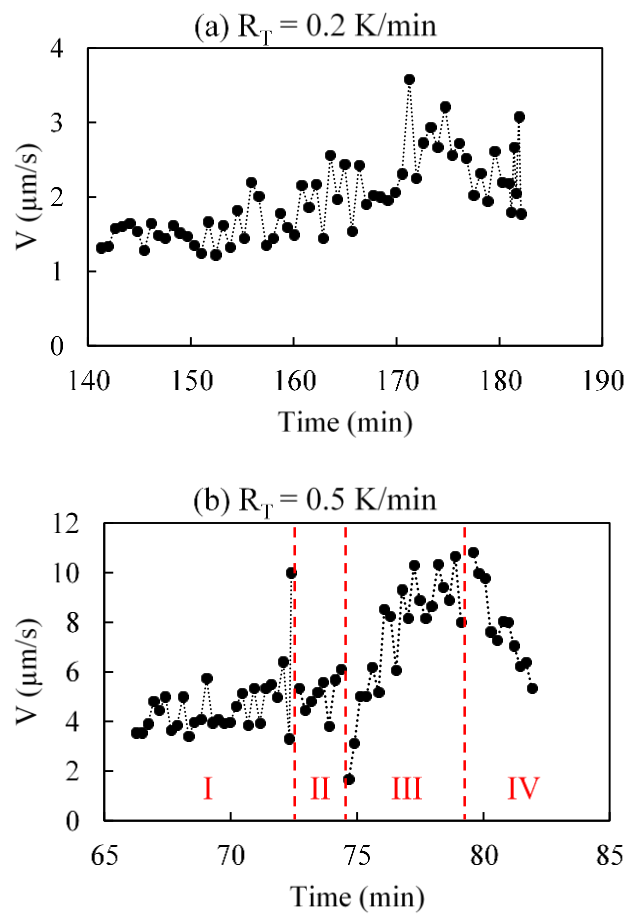 (a) R_T = 0.2 K/min
4
3
2
1
0
V (μm/s)
140 150 160 170 180 190
Time (min)
(b) R_T = 0.5 K/min
12
10
8
6
4
2
0
V (μm/s)
I II III IV
65 70 75 80 85
Time (min)